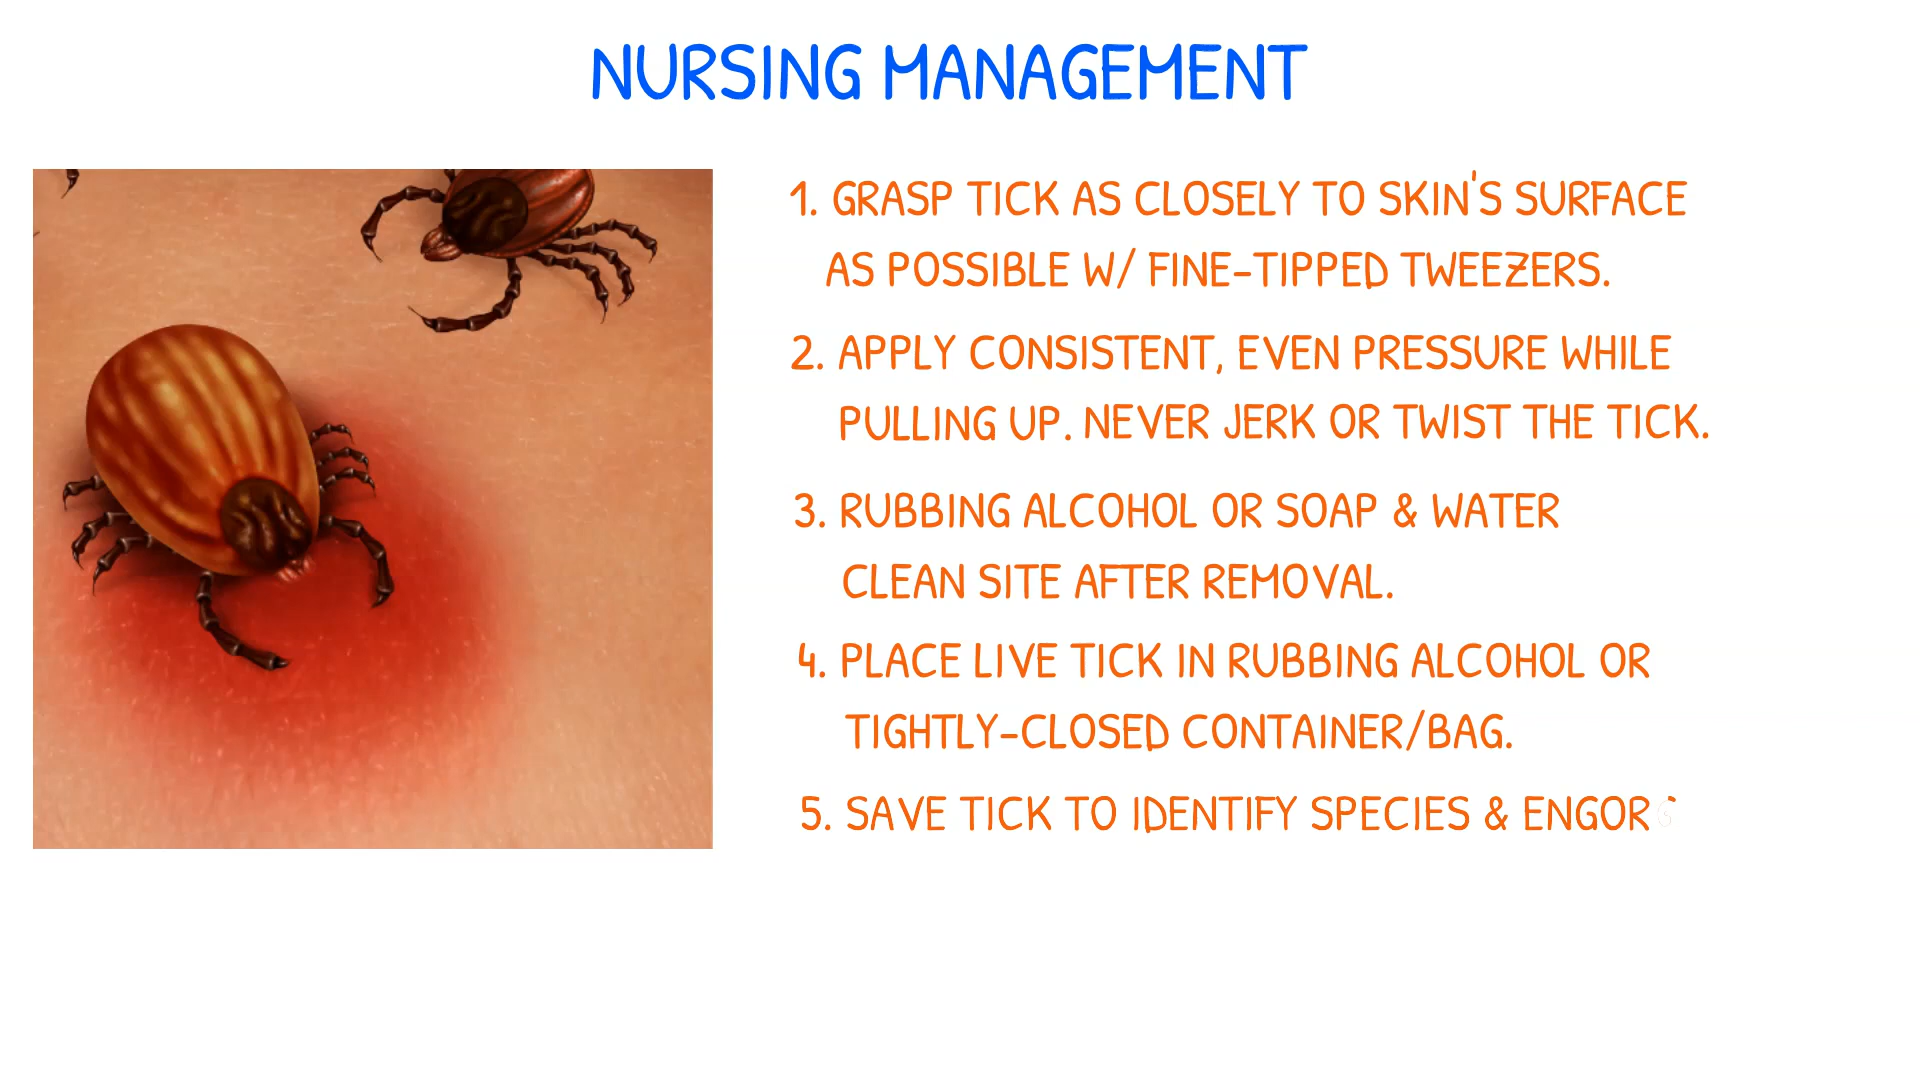 NURSING MANAGEMENT
1. GRASP TICK AS CLOSELY TO SKIN'S SURFACE
AS POSSIBLE W/ FINE-TIPPED TWEEZERS.
2. APPLY CONSISTENT, EVEN PRESSURE WHILE
PULLING UP. NEVER JERK OR TWIST THE TICK.
3. RUBBING ALCOHOL OR SOAP & WATER
CLEAN SITE AFTER REMOVAL.
4. PLACE LIVE TICK IN RUBBING ALCOHOL OR
TIGHTLY-CLOSED CONTAINER/BAG.
5. SAVE TICK TO IDENTIFY SPECIES & ENGOR